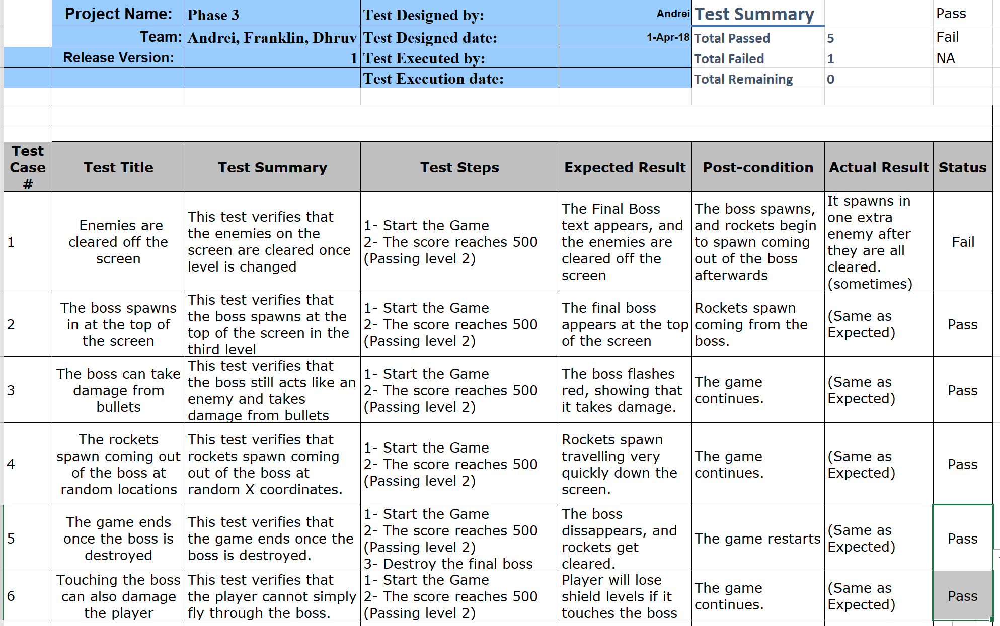 Project Name: Phase 3 Test Designed by: Andrei Test Summary Pass
Team: Andrei, Franklin, Dhruv Test Designed date: 1-Apr-18 Total Passed 5 Fail
Release Version: 1 Test Executed by: Total Failed 1 NA
Test Execution date: Total Remaining 0
Test
Case
#
Test Title
Test Summary
Test Steps
Expected Result
Post-condition
Actual Result
Status
1
Enemies are
cleared off the
screen
This test verifies that
the enemies on the
screen are cleared once
level is changed
1- Start the Game
2- The score reaches 500
(Passing level 2)
The Final Boss
text appears, and
the enemies are
cleared off the
screen
The boss spawns,
and rockets begin
to spawn coming
out of the boss
afterwards
It spawns in
one extra
enemy after
they are all
cleared.
(sometimes)
Fail
2
The boss spawns
in at the top of
the screen
This test verifies that
the boss spawns at the
top of the screen in the
third level
1- Start the Game
2- The score reaches 500
(Passing level 2)
The final boss
appears at the top
of the screen
Rockets spawn
coming from the
boss.
(Same as
Expected)
Pass
3
The boss can take
damage from
bullets
This test verifies that
the boss still acts like an
enemy and takes
damage from bullets
1- Start the Game
2- The score reaches 500
(Passing level 2)
The boss flashes
red, showing that
it takes damage.
The game
continues.
(Same as
Expected)
Pass
4
The rockets
spawn coming out
of the boss at
random locations
This test verifies that
rockets spawn coming
out of the boss at
random X coordinates.
1- Start the Game
2- The score reaches 500
(Passing level 2)
Rockets spawn
travelling very
quickly down the
screen.
The game
continues.
(Same as
Expected)
Pass
5
The game ends
once the boss is
destroyed
This test verifies that
the game ends once the
boss is destroyed.
1- Start the Game
2- The score reaches 500
(Passing level 2)
3- Destroy the final boss
The boss
dissappears, and
rockets get
cleared.
The game restarts
(Same as
Expected)
Pass
6
Touching the boss
can also damage
the player
This test verifies that
the player cannot simply
fly through the boss.
1- Start the Game
2- The score reaches 500
(Passing level 2)
Player will lose
shield levels if it
touches the boss
The game
continues.
(Same as
Expected)
Pass